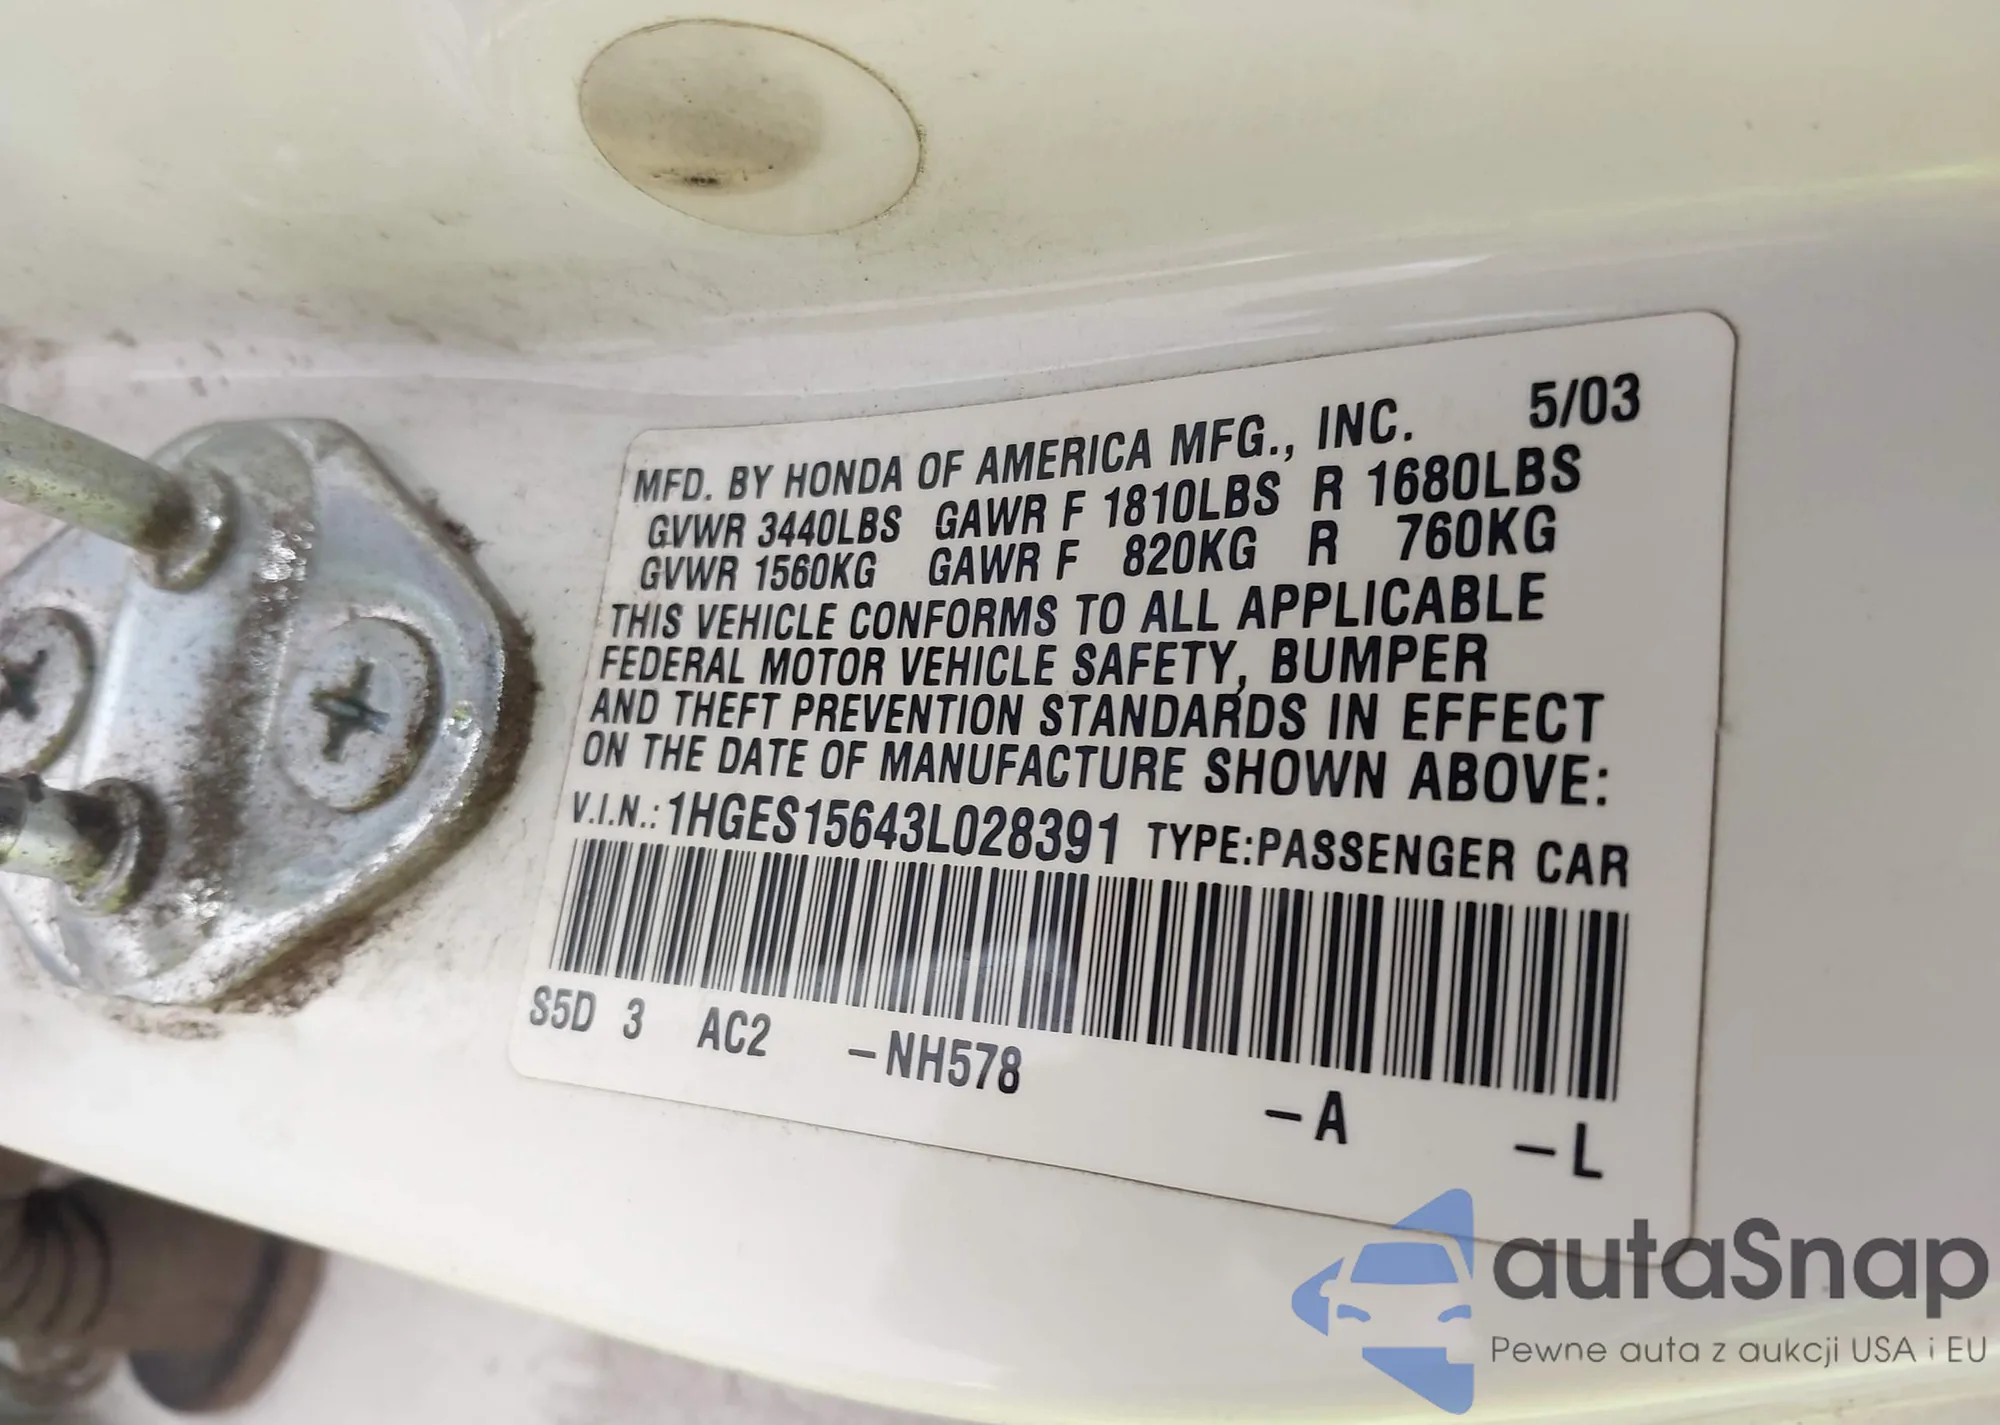 MFD. BY HONDA OF AMERICA MFG., INC. 5/03
GVWR 3440LBS GAWR F 1810LBS R 1680LBS
GVWR 1560KG GAWR F 820KG R 760KG
THIS VEHICLE CONFORMS TO ALL APPLICABLE
FEDERAL MOTOR VEHICLE SAFETY, BUMPER
AND THEFT PREVENTION STANDARDS IN EFFECT
ON THE DATE OF MANUFACTURE SHOWN ABOVE:
V.I.N.: 1HGES15643L028391 TYPE:PASSENGER CAR
S5D 3 AC2 -NH578 -A -L
autaSnap
Pewne auta z aukcji USA i EU